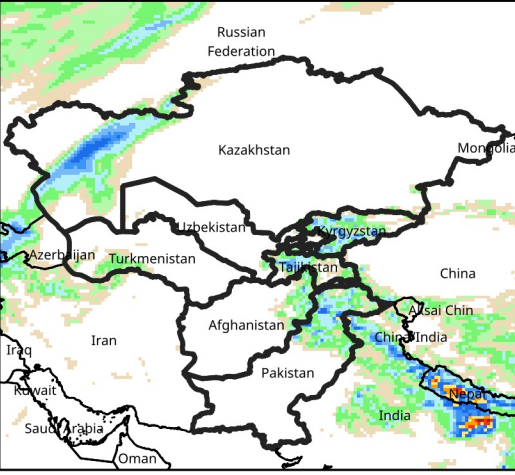 Russian
Federation
Kazakhstan
Mongolia
Uzbekistan
Kyrgyzstan
Azerbaijan
Turkmenistan
Tajikistan
China
Aksai Chin
Afghanistan
China/India
Iran
Iraq
Pakistan
Kuwait
Nepal
India
Saudi Arabia
Oman